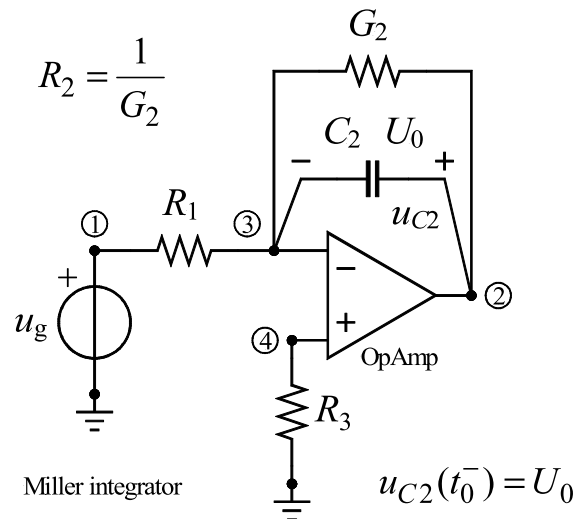 G₂
R₂ = 1/G₂
C₂ U₀
− +
u_C2
① R₁ ③
−
+
②
u_g
④ +
OpAmp
R₃
Miller integrator
u_C2(t₀⁻) = U₀